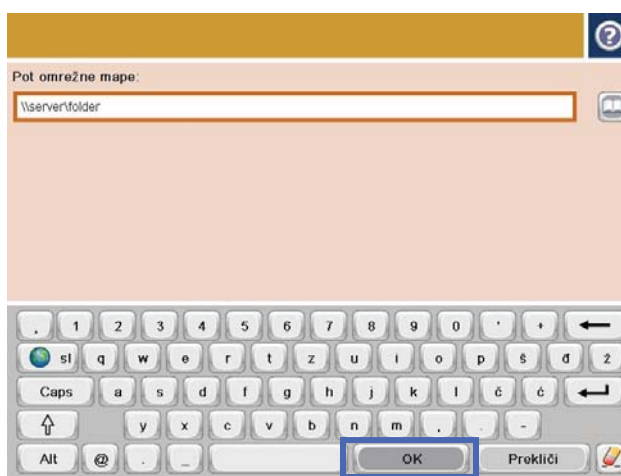 ?
Pot omrežne mape:
\\server\folder
, 1 2 3 4 5 6 7 8 9 0 ' +
sl q w e r t z u i o p š đ ž
Caps a s d f g h j k l č ć
y x c v b n m , . -
Alt @ . _ OK Prekliči